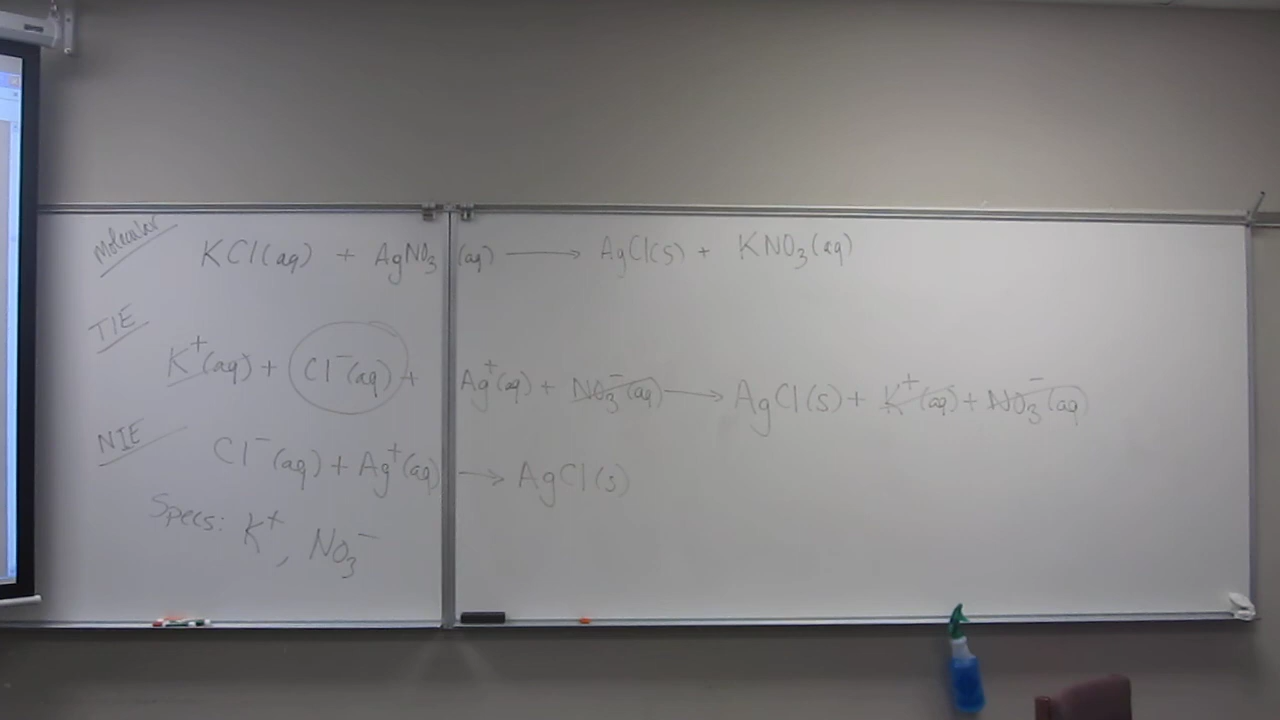 Molecular
KCl(aq) + AgNO₃ (aq) ⟶ AgCl(s) + KNO₃(aq)
TIE
K⁺(aq) + Cl⁻(aq) + Ag⁺(aq) + NO₃⁻(aq) ⟶ AgCl(s) + K⁺(aq) + NO₃⁻(aq)
NIE
Cl⁻(aq) + Ag⁺(aq) ⟶ AgCl(s)
Specs: K⁺, NO₃⁻